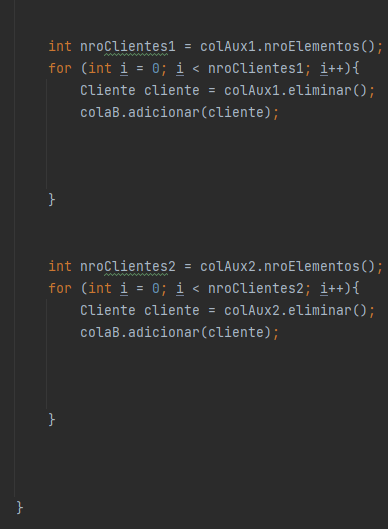 int nroClientes1 = colAux1.nroElementos();
for (int i = 0; i < nroClientes1; i++){
Cliente cliente = colAux1.eliminar();
colaB.adicionar(cliente);
}
int nroClientes2 = colAux2.nroElementos();
for (int i = 0; i < nroClientes2; i++){
Cliente cliente = colAux2.eliminar();
colaB.adicionar(cliente);
}
}